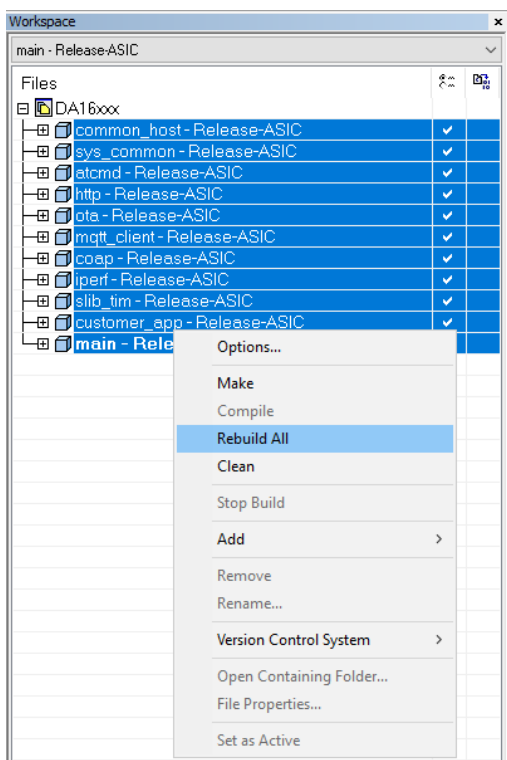 Workspace
main - Release-ASIC
Files
DA16xxx
common_host - Release-ASIC
sys_common - Release-ASIC
atcmd - Release-ASIC
http - Release-ASIC
ota - Release-ASIC
mqtt_client - Release-ASIC
coap - Release-ASIC
iperf - Release-ASIC
slib_tim - Release-ASIC
customer_app - Release-ASIC
main - Rele
Options...
Make
Compile
Rebuild All
Clean
Stop Build
Add
Remove
Rename...
Version Control System
Open Containing Folder...
File Properties...
Set as Active